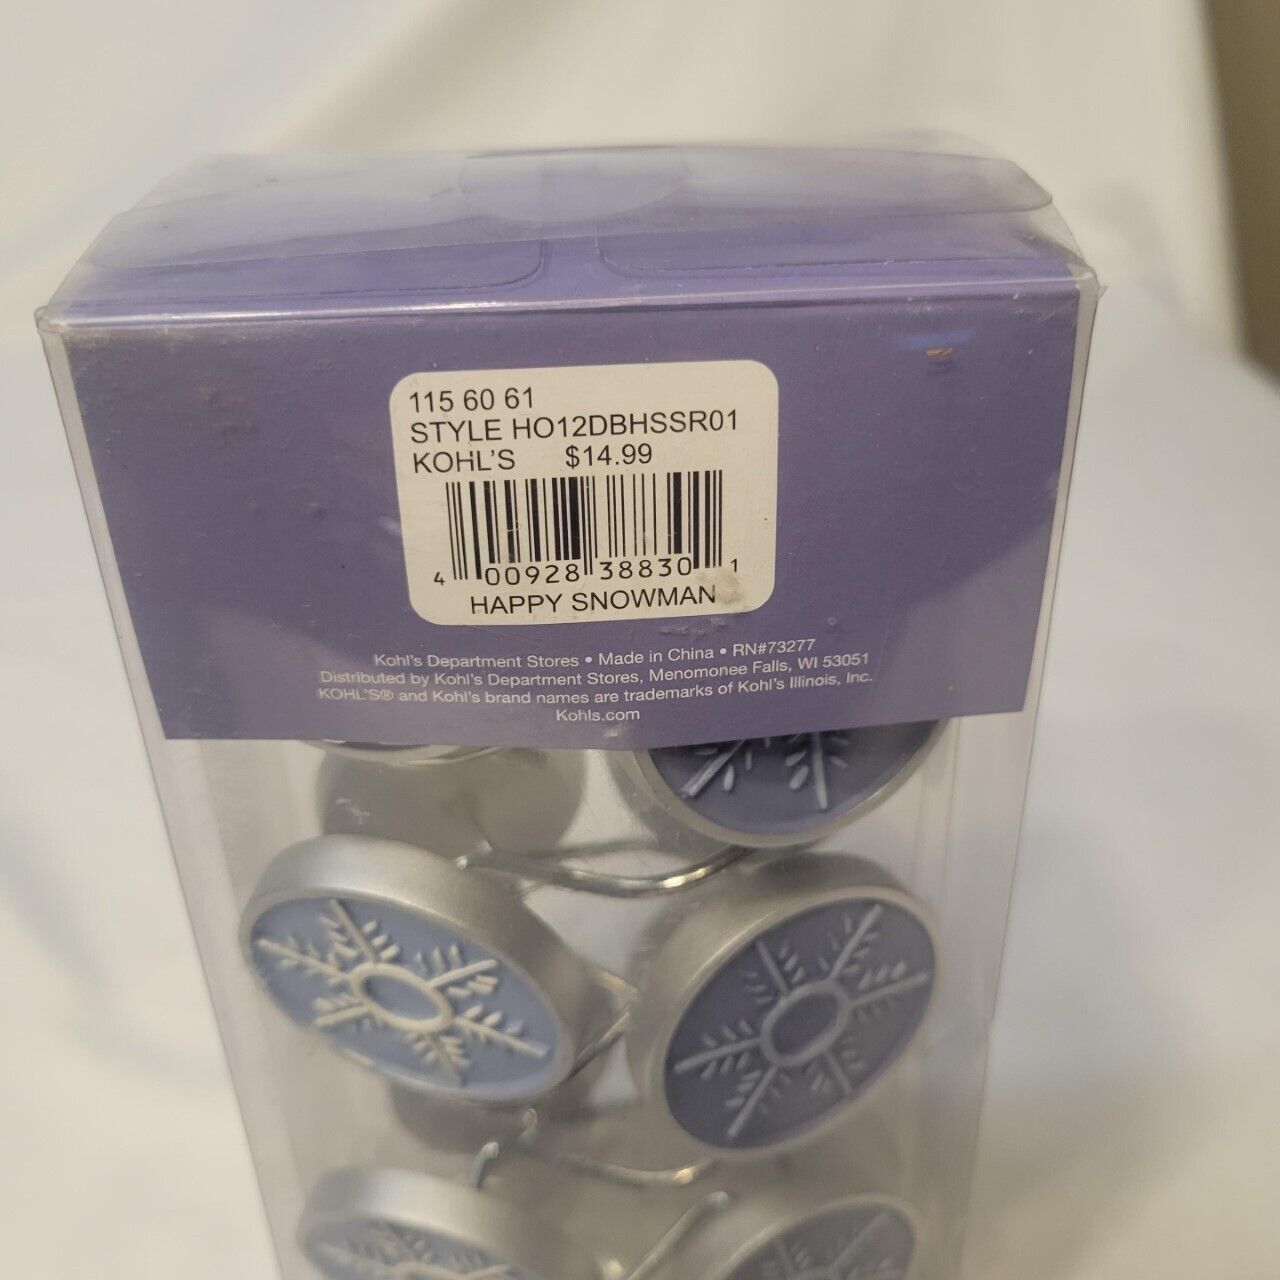 115 60 61
STYLE HO12DBHSSR01
KOHL'S $14.99
4 00928 38830 1
HAPPY SNOWMAN
Kohl's Department Stores • Made in China • RN#73277
Distributed by Kohl's Department Stores, Menomonee Falls, WI 53051
KOHL'S® and Kohl's brand names are trademarks of Kohl's Illinois, Inc.
Kohls.com